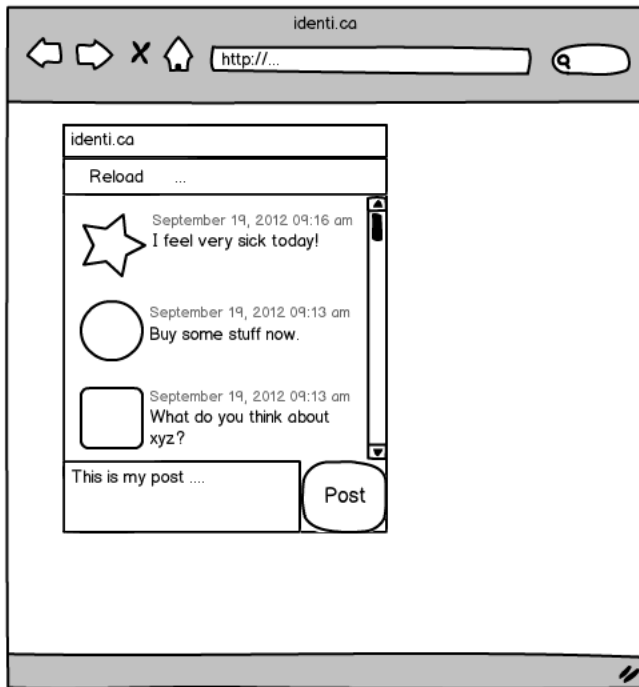 identi.ca
http://...
identi.ca
Reload ...
September 19, 2012 09:16 am
I feel very sick today!
September 19, 2012 09:13 am
Buy some stuff now.
September 19, 2012 09:13 am
What do you think about
xyz?
This is my post ....
Post